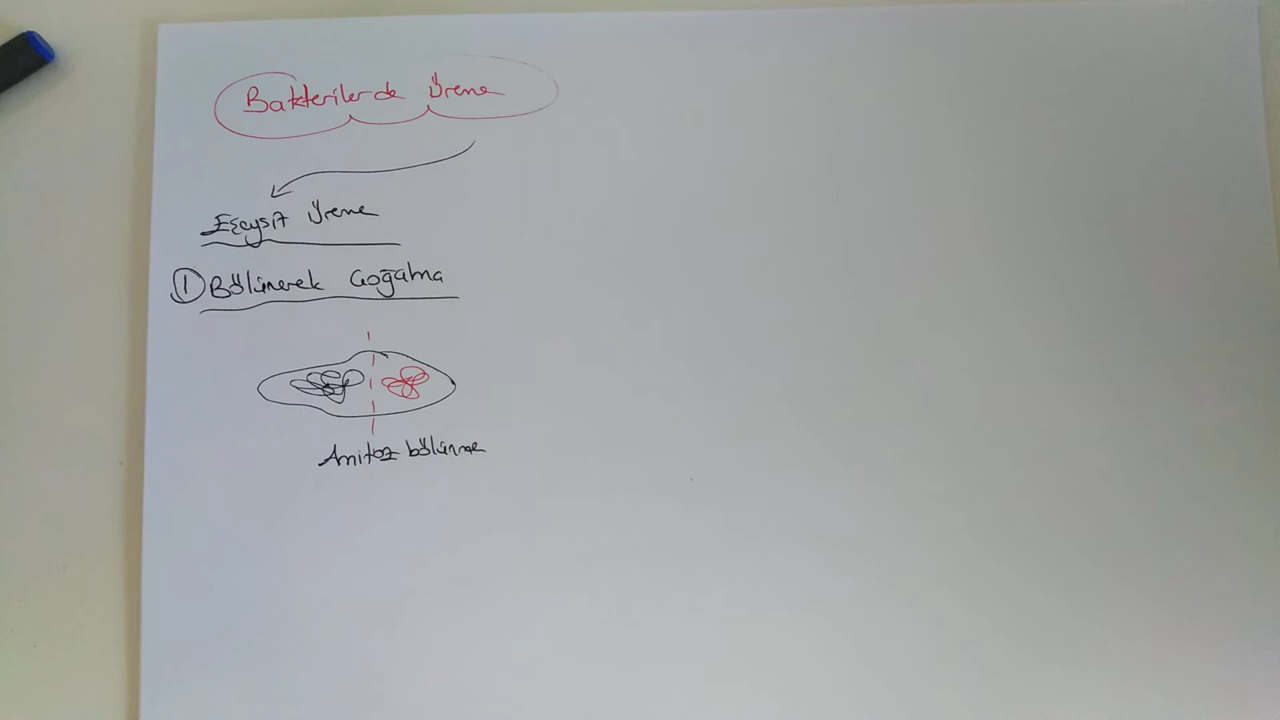 Bakterilerde Üreme
Eşeysiz Üreme
① Bölünerek Çoğalma
Amitoz bölünme